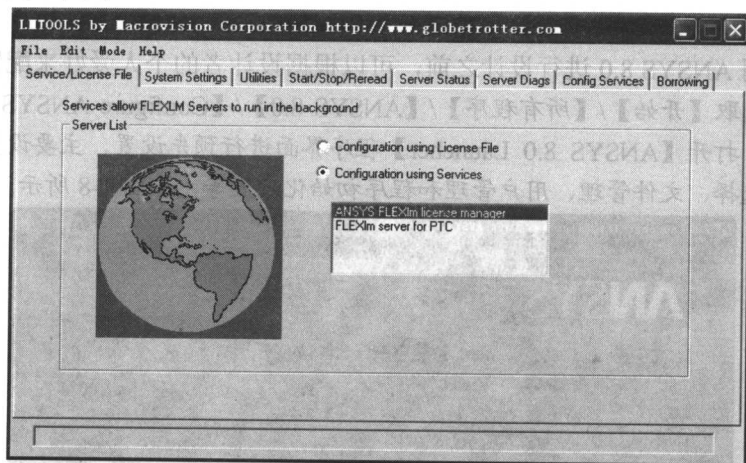 LMTOOLS by Macrovision Corporation http://www.globetrotter.com
File Edit Mode Help
Service/License File System Settings Utilities Start/Stop/Reread Server Status Server Diags Config Services Borrowing
Services allow FLEXlM Servers to run in the background.
Server List
Configuration using License File
Configuration using Services
ANSYS FLEXlm license manager
FLEXlm server for PTC